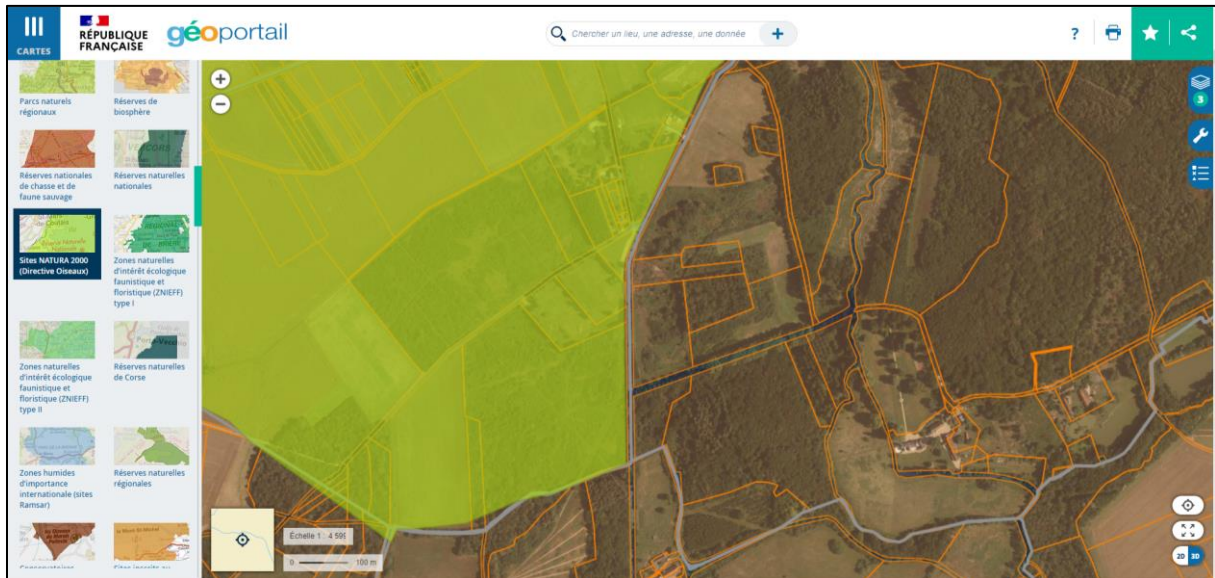 CARTES
RÉPUBLIQUE
FRANÇAISE
géoportail
Chercher un lieu, une adresse, une donnée
+
?
3
+
−
Parcs naturels
régionaux
Réserves de
biosphère
Réserves nationales
de chasse et de
faune sauvage
Réserves naturelles
nationales
Sites NATURA 2000
(Directive Oiseaux)
Zones naturelles
d'intérêt écologique
faunistique et
floristique (ZNIEFF)
type I
Zones naturelles
d'intérêt écologique
faunistique et
floristique (ZNIEFF)
type II
Réserves naturelles
de Corse
Zones humides
d'importance
internationale (sites
Ramsar)
Réserves naturelles
régionales
Échelle 1 : 4 599
0 100 m
2D 3D